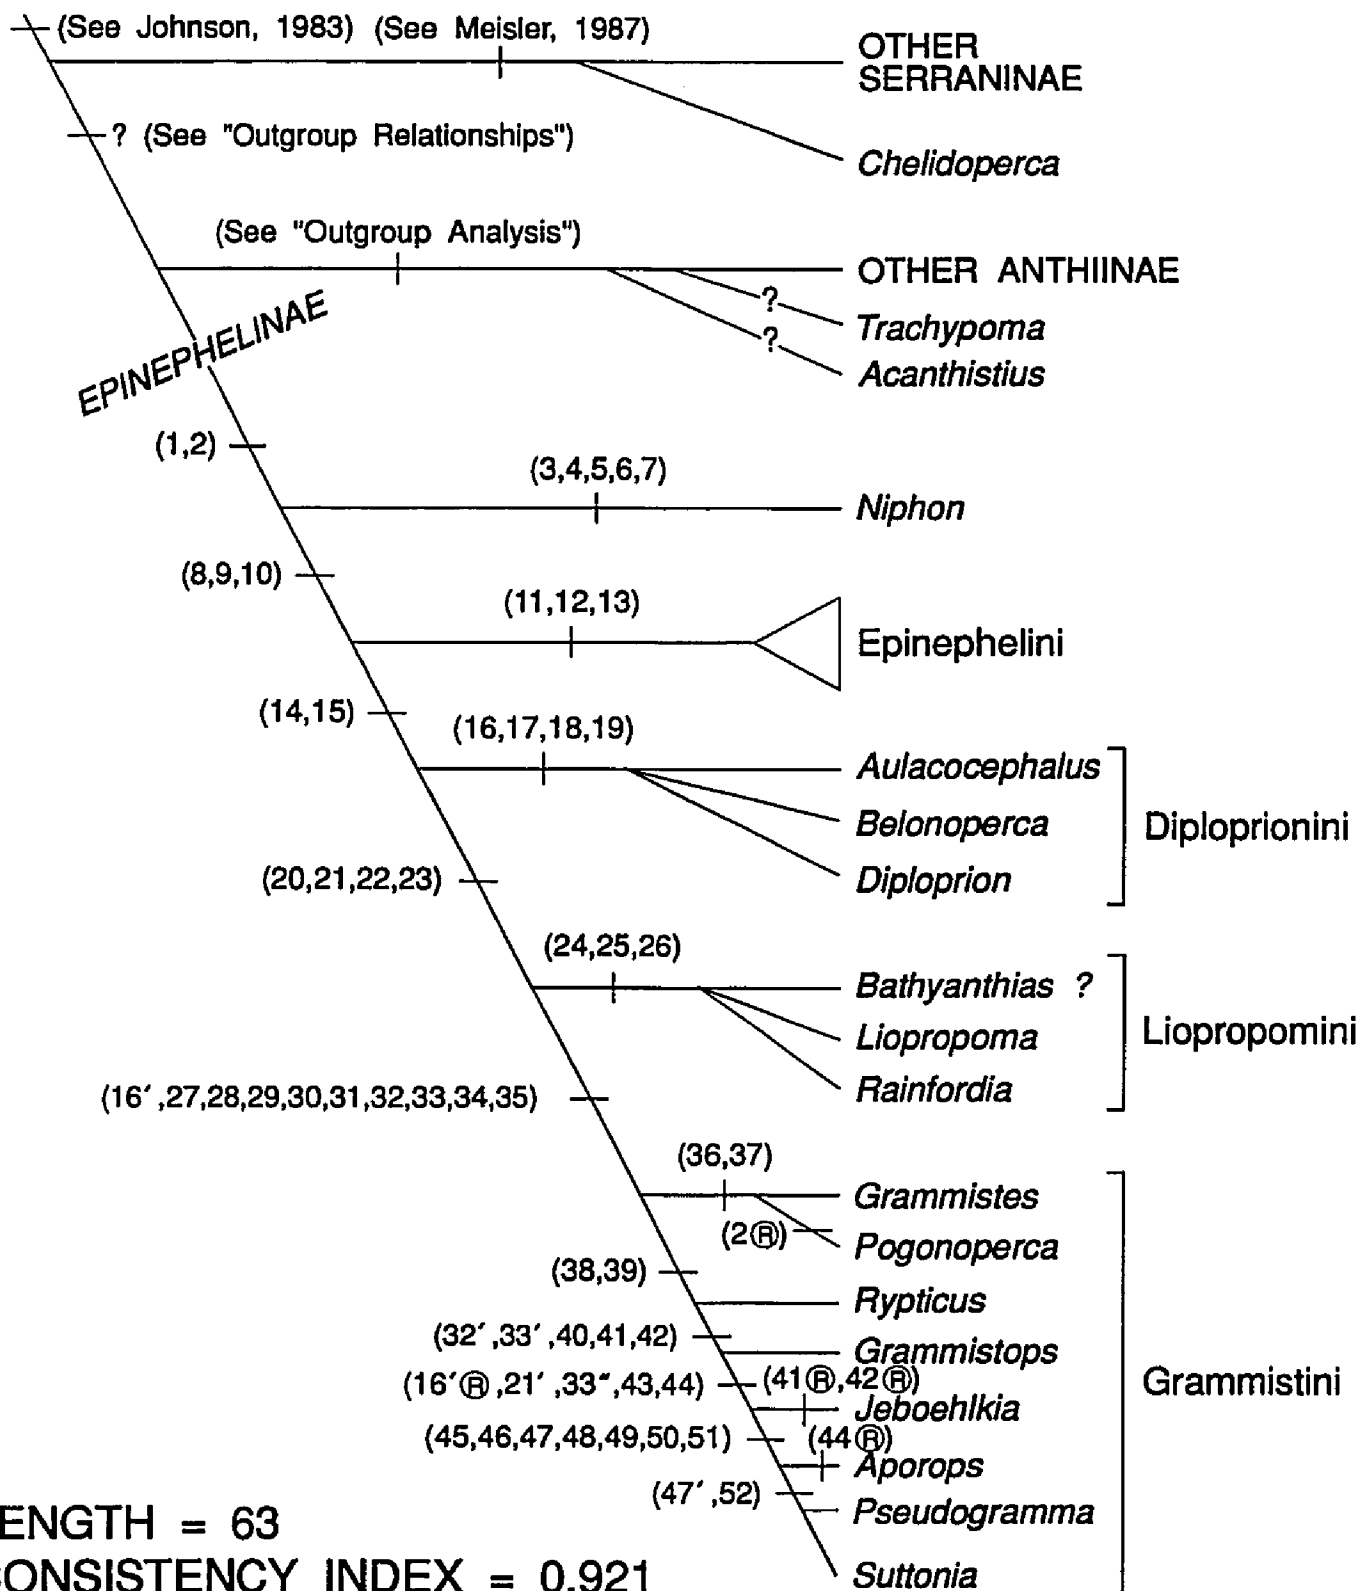 (See Johnson, 1983) (See Meisler, 1987)
OTHER
SERRANINAE
? (See "Outgroup Relationships")
Chelidoperca
(See "Outgroup Analysis")
OTHER ANTHIINAE
?
Trachypoma
?
Acanthistius
EPINEPHELINAE
(1,2)
(3,4,5,6,7)
Niphon
(8,9,10)
(11,12,13)
Epinephelini
(14,15)
(16,17,18,19)
Aulacocephalus
Belonoperca
Diploprionini
Diploprion
(20,21,22,23)
(24,25,26)
Bathyanthias ?
Liopropoma
Liopropomini
Rainfordia
(16′,27,28,29,30,31,32,33,34,35)
(36,37)
Grammistes
(2Ⓡ)
Pogonoperca
(38,39)
Rypticus
(32′,33′,40,41,42)
Grammistops
(16′Ⓡ,21′,33″,43,44)
(41Ⓡ,42Ⓡ)
Grammistini
Jeboehlkia
(45,46,47,48,49,50,51)
(44Ⓡ)
Aporops
(47′,52)
Pseudogramma
ENGTH = 63
Suttonia
CONSISTENCY INDEX = 0.921